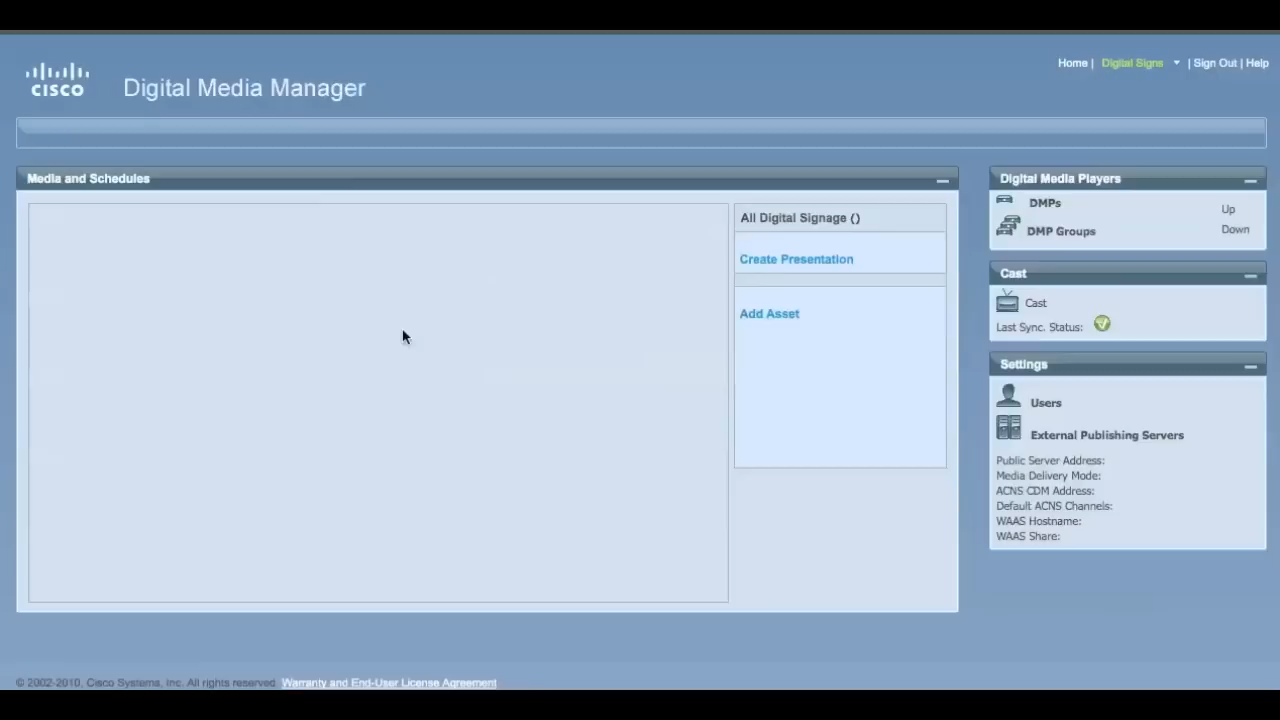 Home | Digital Signs | Sign Out | Help
CISCO
Digital Media Manager
Media and Schedules
All Digital Signage ()
Create Presentation
Add Asset
Digital Media Players
DMPs
Up
DMP Groups
Down
Cast
Cast
Last Sync. Status:
Settings
Users
External Publishing Servers
Public Server Address:
Media Delivery Mode:
ACNS CDM Address:
Default ACNS Channels:
WAAS Hostname:
WAAS Share:
© 2002-2010, Cisco Systems, Inc. All rights reserved. Warranty and End-User License Agreement